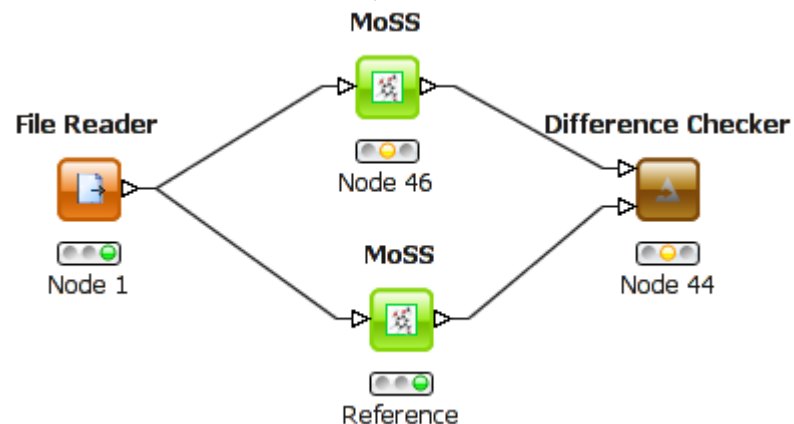 MoSS
File Reader
Difference Checker
Node 46
MoSS
Node 1
Node 44
Reference